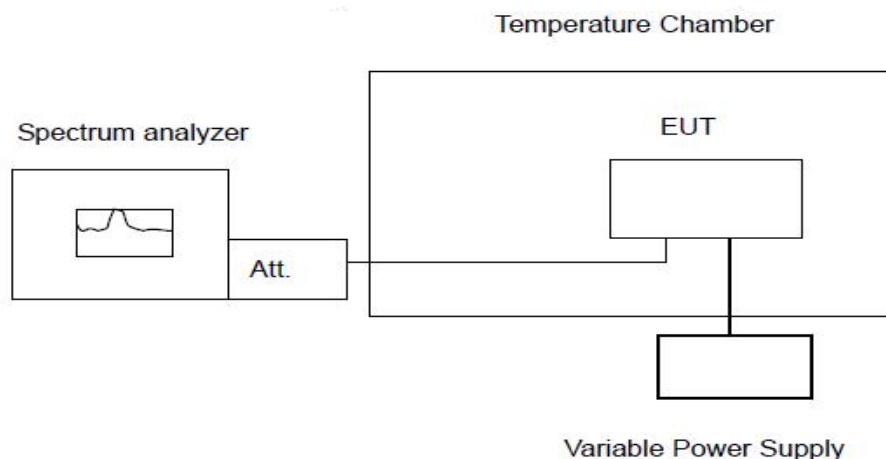 Temperature Chamber
Spectrum analyzer
EUT
Att.
Variable Power Supply